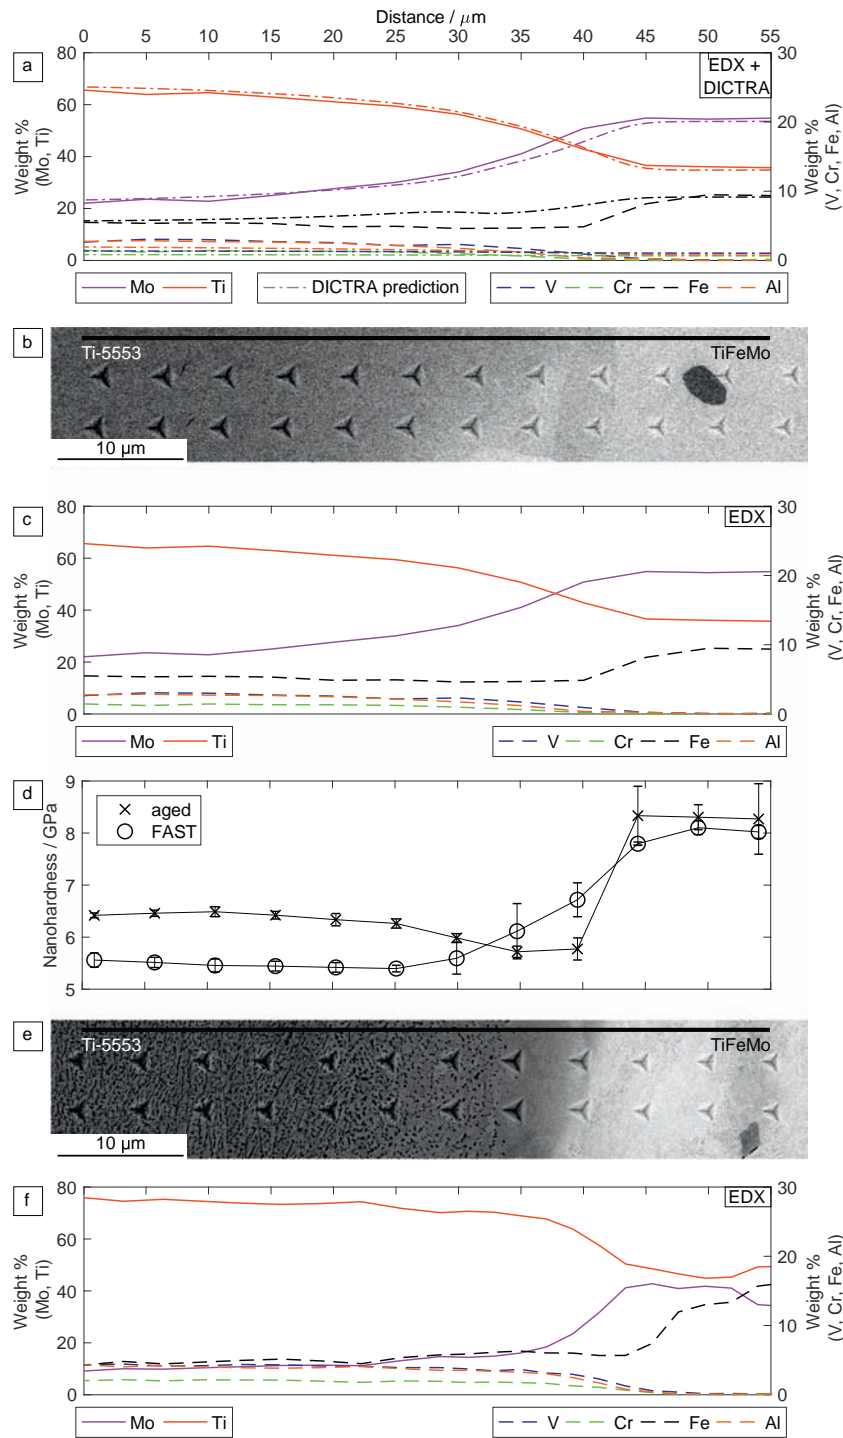 Distance / μm
0 5 10 15 20 25 30 35 40 45 50 55
a
EDX +
DICTRA
80
60
40
20
0
Weight %
(Mo, Ti)
30
20
10
0
Weight %
(V, Cr, Fe, Al)
Mo Ti DICTRA prediction V Cr Fe Al
b
Ti-5553 TiFeMo
10 μm
c
EDX
80
60
40
20
0
Weight %
(Mo, Ti)
30
20
10
0
Weight %
(V, Cr, Fe, Al)
Mo Ti V Cr Fe Al
d
aged
FAST
9
8
7
6
5
Nanohardness / GPa
e
Ti-5553 TiFeMo
10 μm
f
EDX
80
60
40
20
0
Weight %
(Mo, Ti)
30
20
10
0
Weight %
(V, Cr, Fe, Al)
Mo Ti V Cr Fe Al